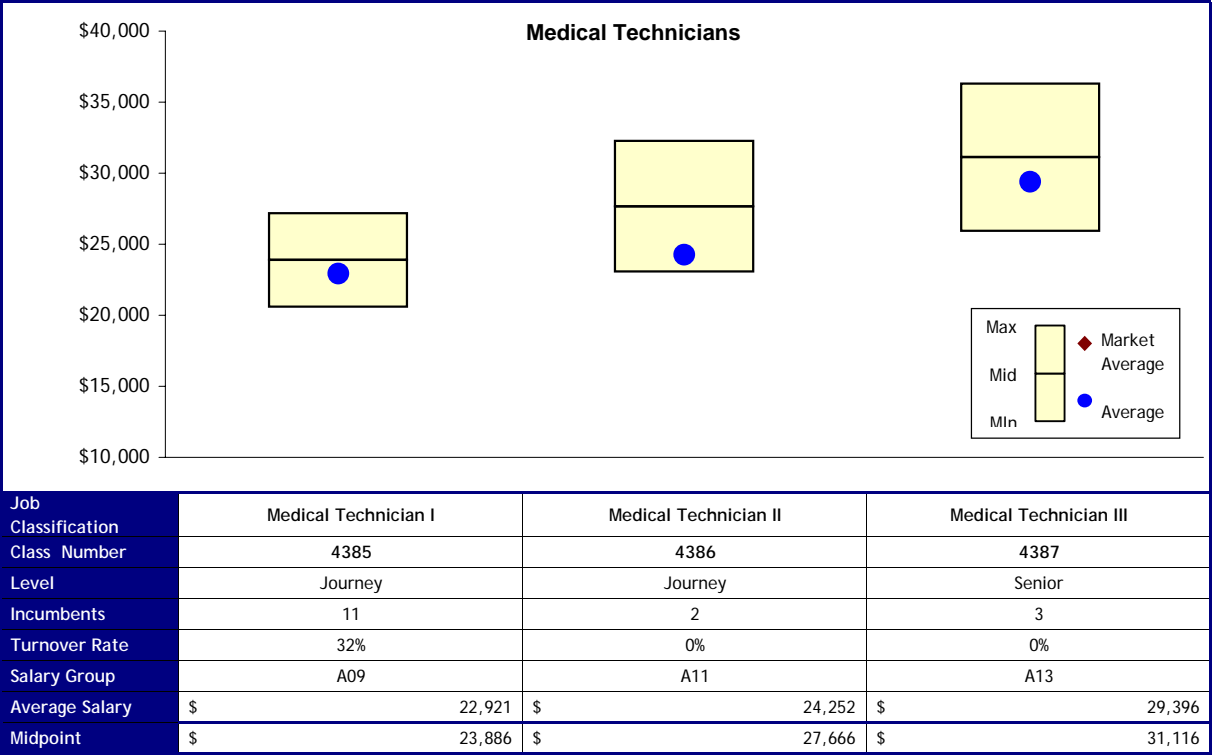 Medical Technicians
$40,000
$35,000
$30,000
$25,000
$20,000
$15,000
$10,000
Max
Mid
MIn
Market
Average
Average
Job
Classification Medical Technician I Medical Technician II Medical Technician III
Class Number 4385 4386 4387
Level Journey Journey Senior
Incumbents 11 2 3
Turnover Rate 32% 0% 0%
Salary Group A09 A11 A13
Average Salary $ 22,921 $ 24,252 $ 29,396
Midpoint $ 23,886 $ 27,666 $ 31,116